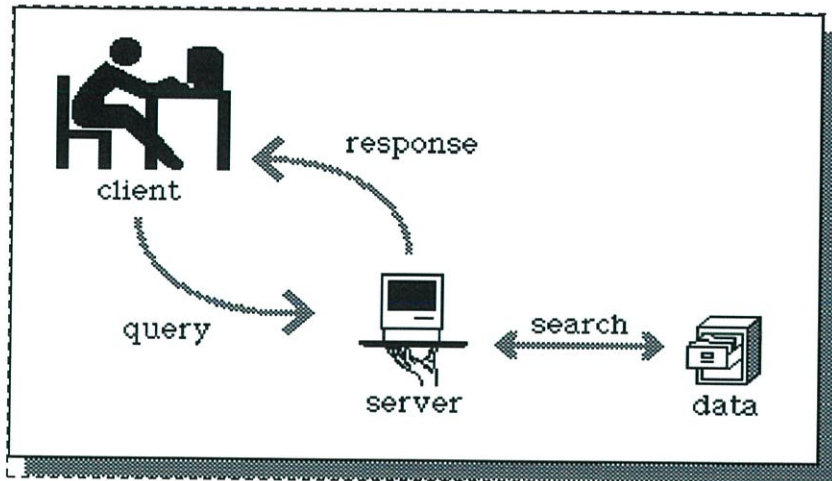 response
client
query
search
server
data